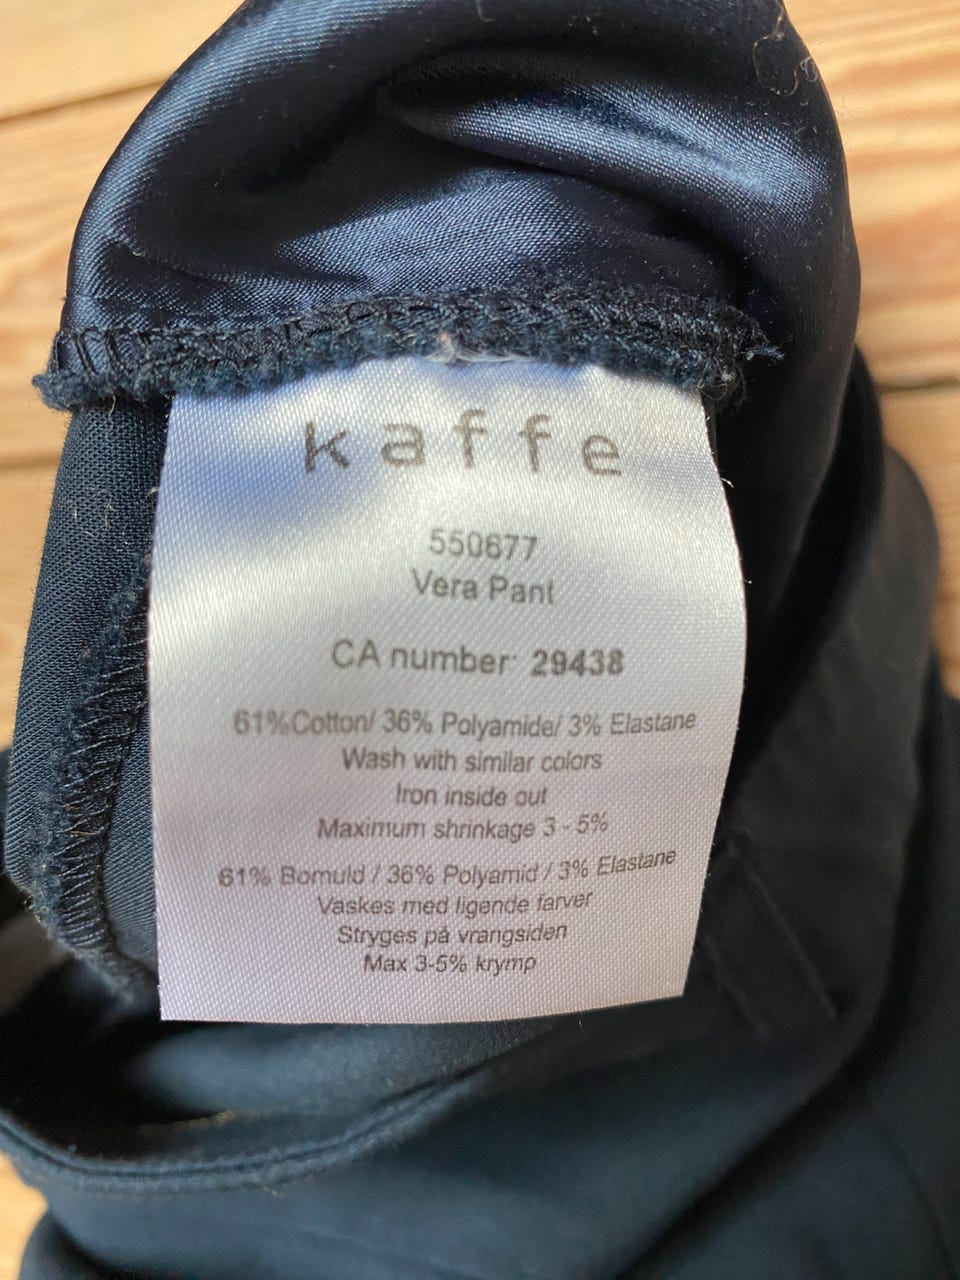 kaffe
550677
Vera Pant
CA number: 29438
61%Cotton/ 36% Polyamide/ 3% Elastane
Wash with similar colors
Iron inside out
Maximum shrinkage 3 - 5%
61% Bomuld / 36% Polyamid / 3% Elastane
Vaskes med ligende farver
Stryges på vrangsiden
Max 3-5% krymp